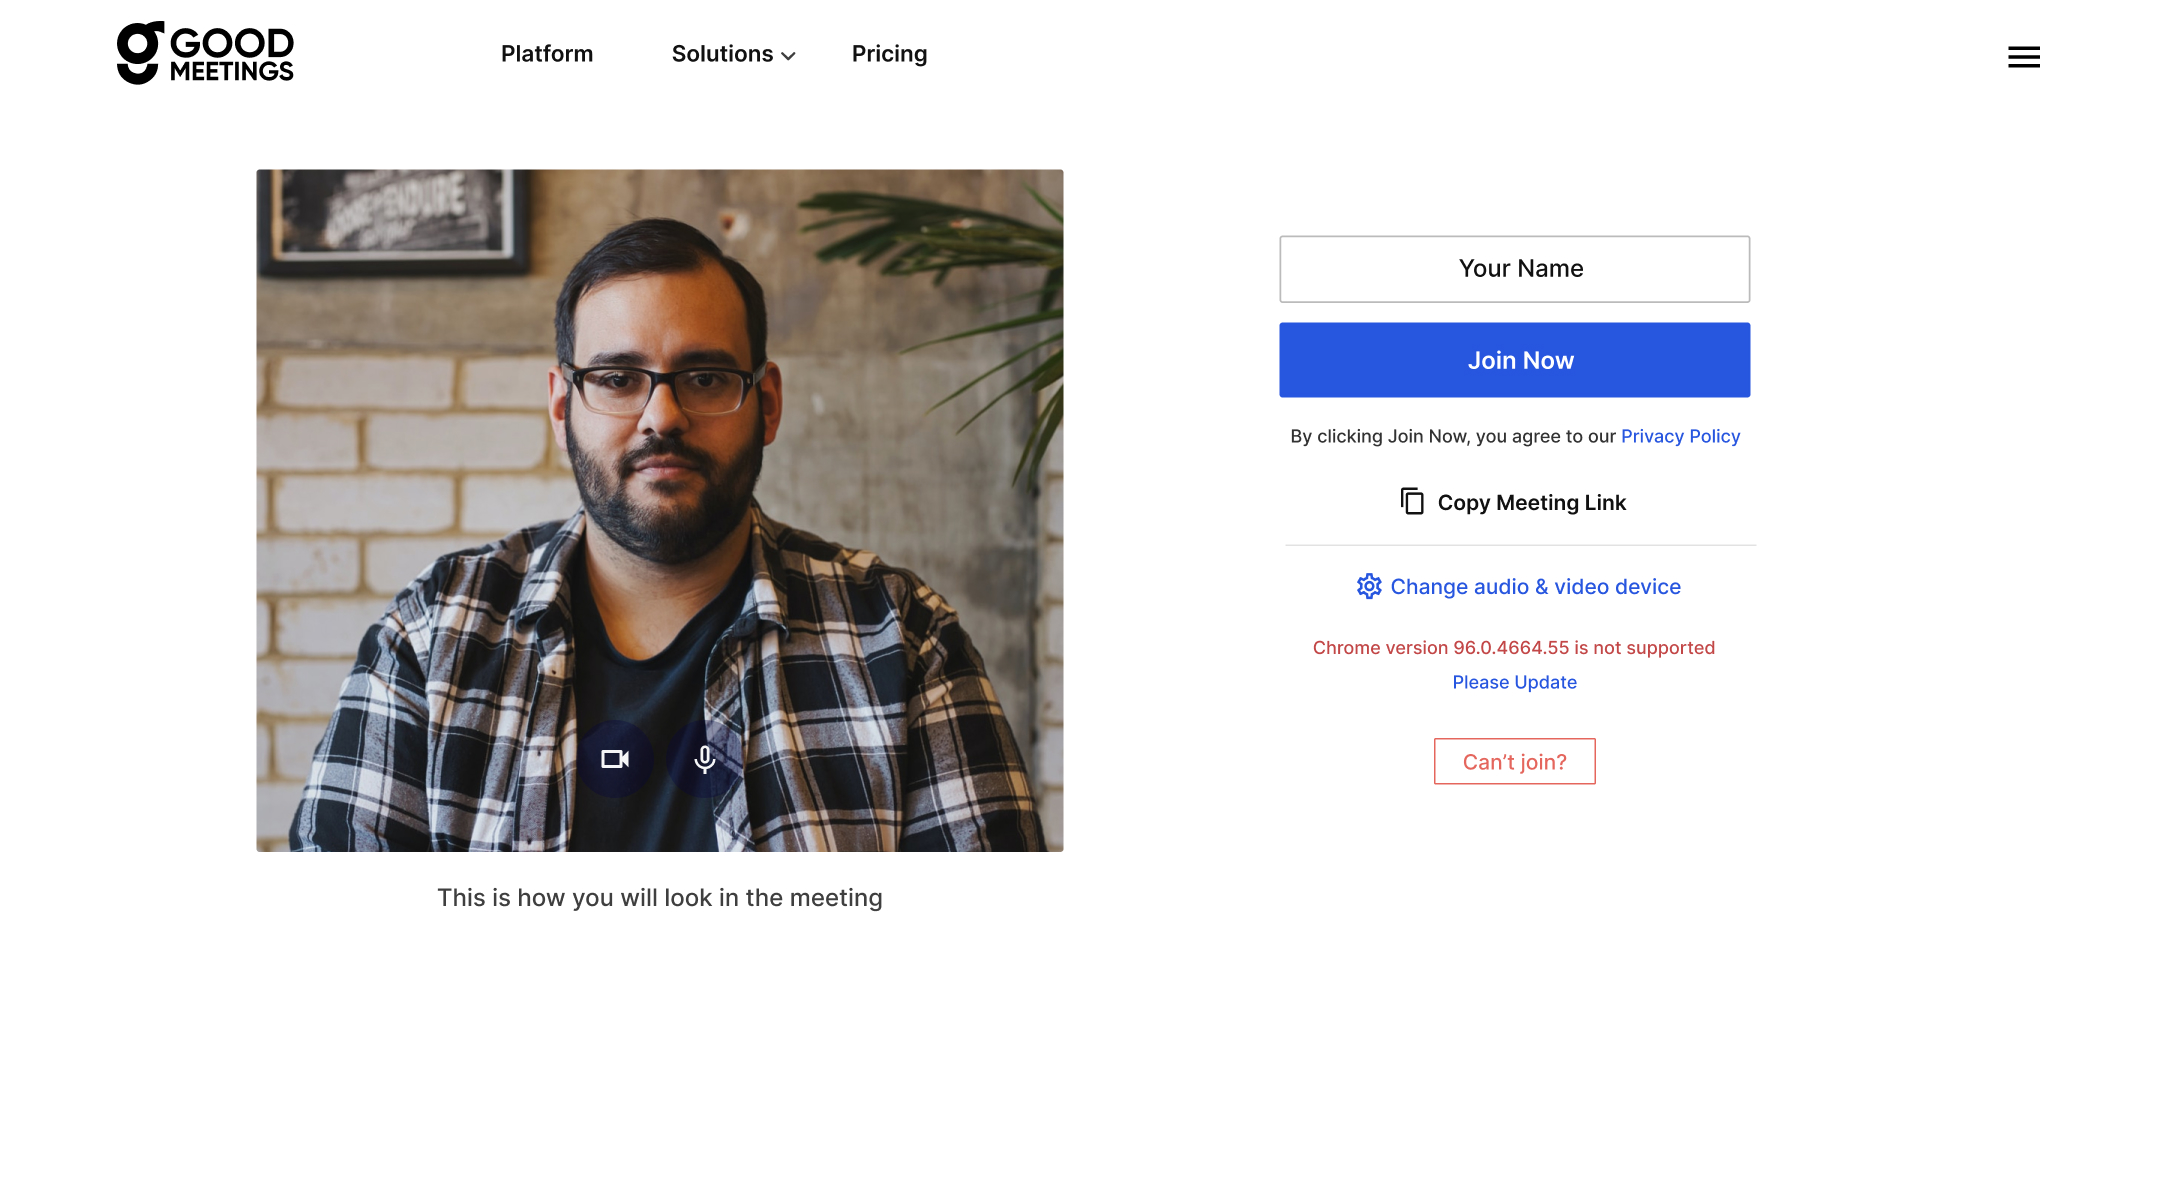 GOOD
MEETINGS
Platform
Solutions
Pricing
Your Name
Join Now
By clicking Join Now, you agree to our Privacy Policy
Copy Meeting Link
Change audio & video device
Chrome version 96.0.4664.55 is not supported
Please Update
Can’t join?
This is how you will look in the meeting